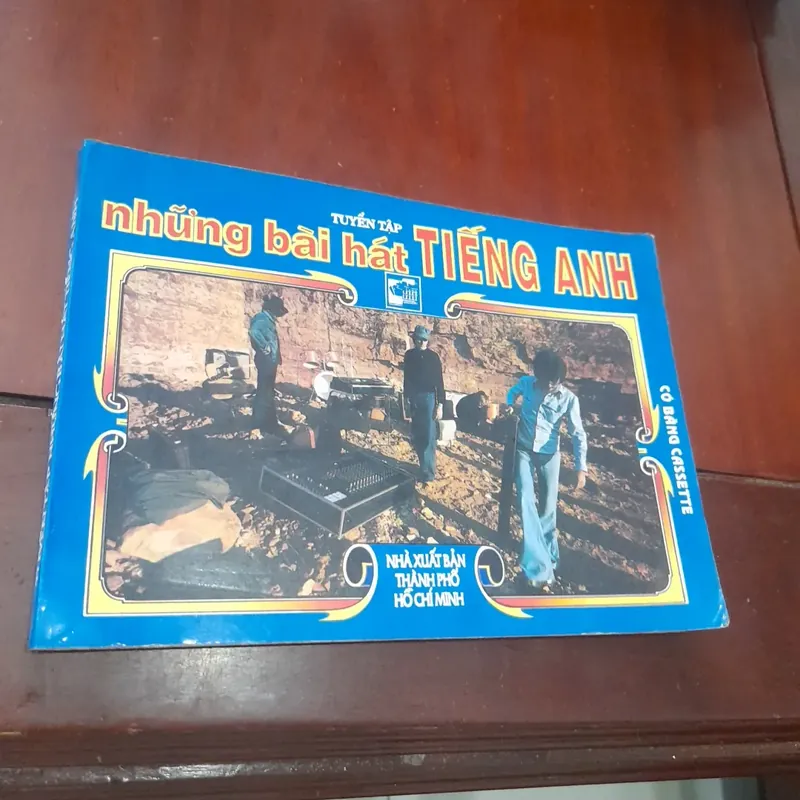 TUYỂN TẬP
những bài hát TIẾNG ANH
CÓ BĂNG CASSETTE
NHÀ XUẤT BẢN
THÀNH PHỐ
HỒ CHÍ MINH